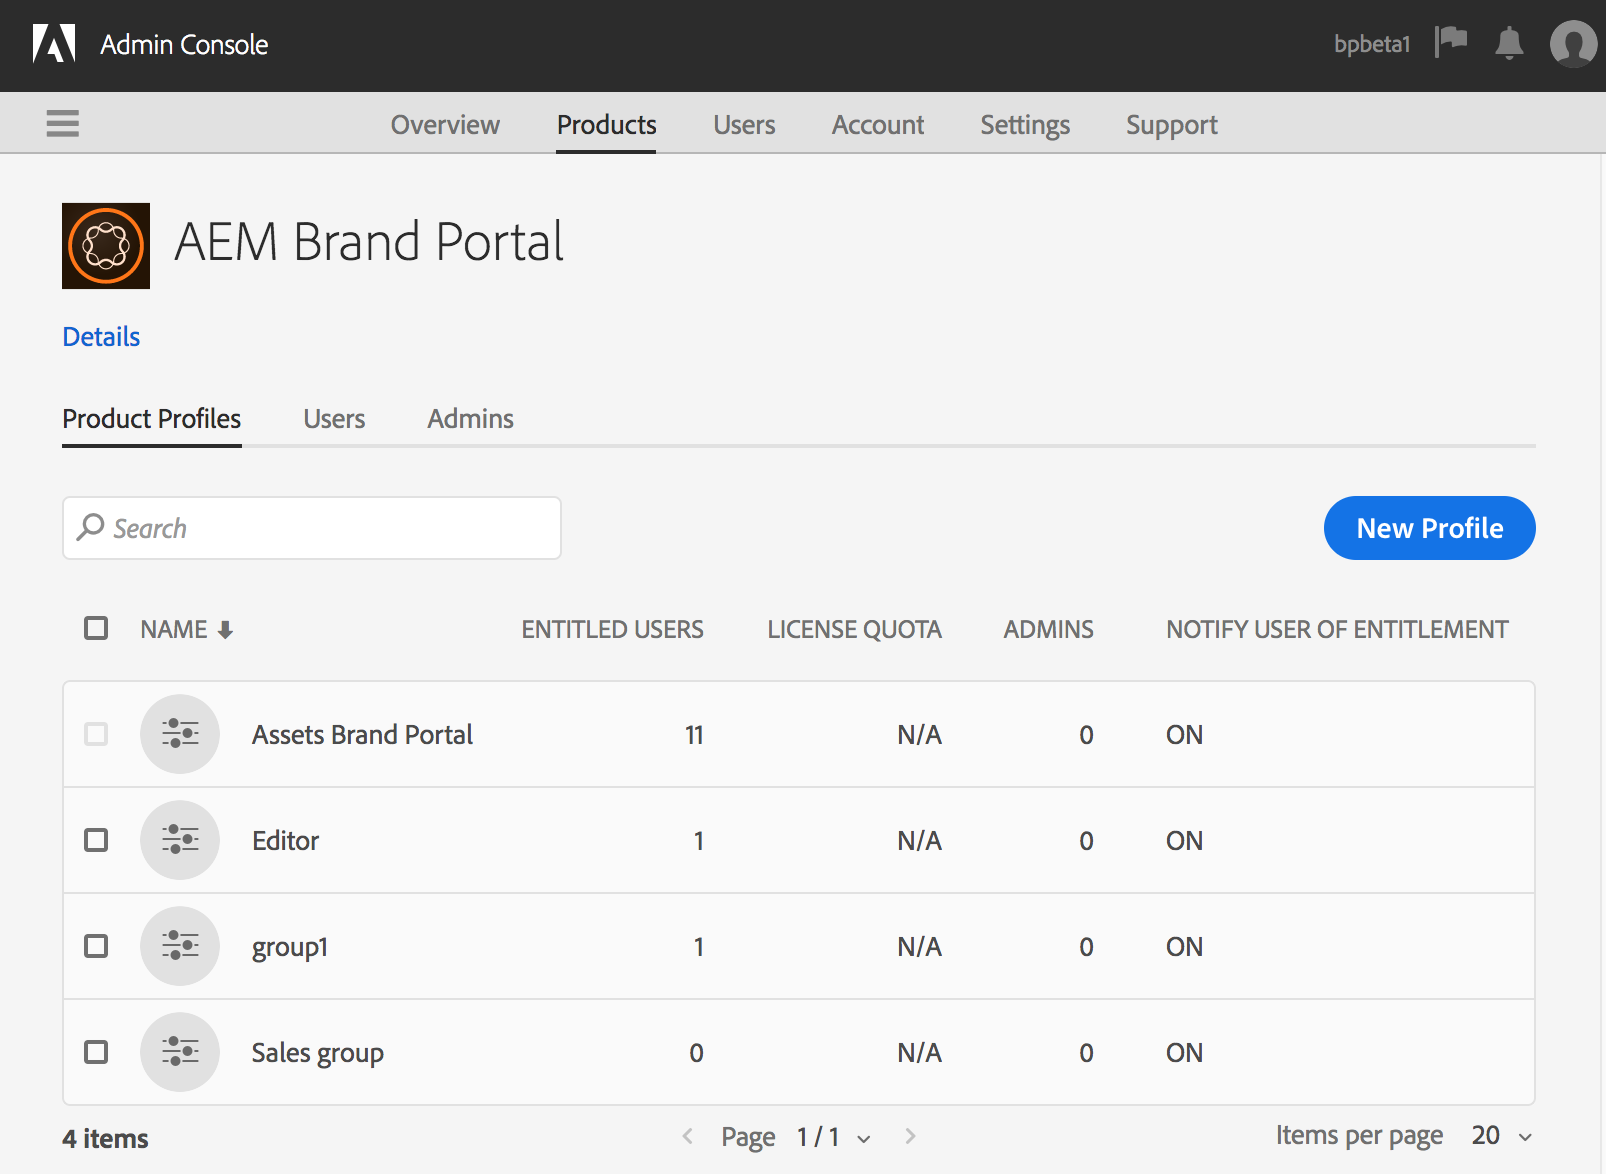 Admin Console
bpbeta1
Overview Products Users Account Settings Support
AEM Brand Portal
Details
Product Profiles Users Admins
Search
New Profile
NAME ENTITLED USERS LICENSE QUOTA ADMINS NOTIFY USER OF ENTITLEMENT
Assets Brand Portal 11 N/A 0 ON
Editor 1 N/A 0 ON
group1 1 N/A 0 ON
Sales group 0 N/A 0 ON
4 items Page 1 / 1 Items per page 20